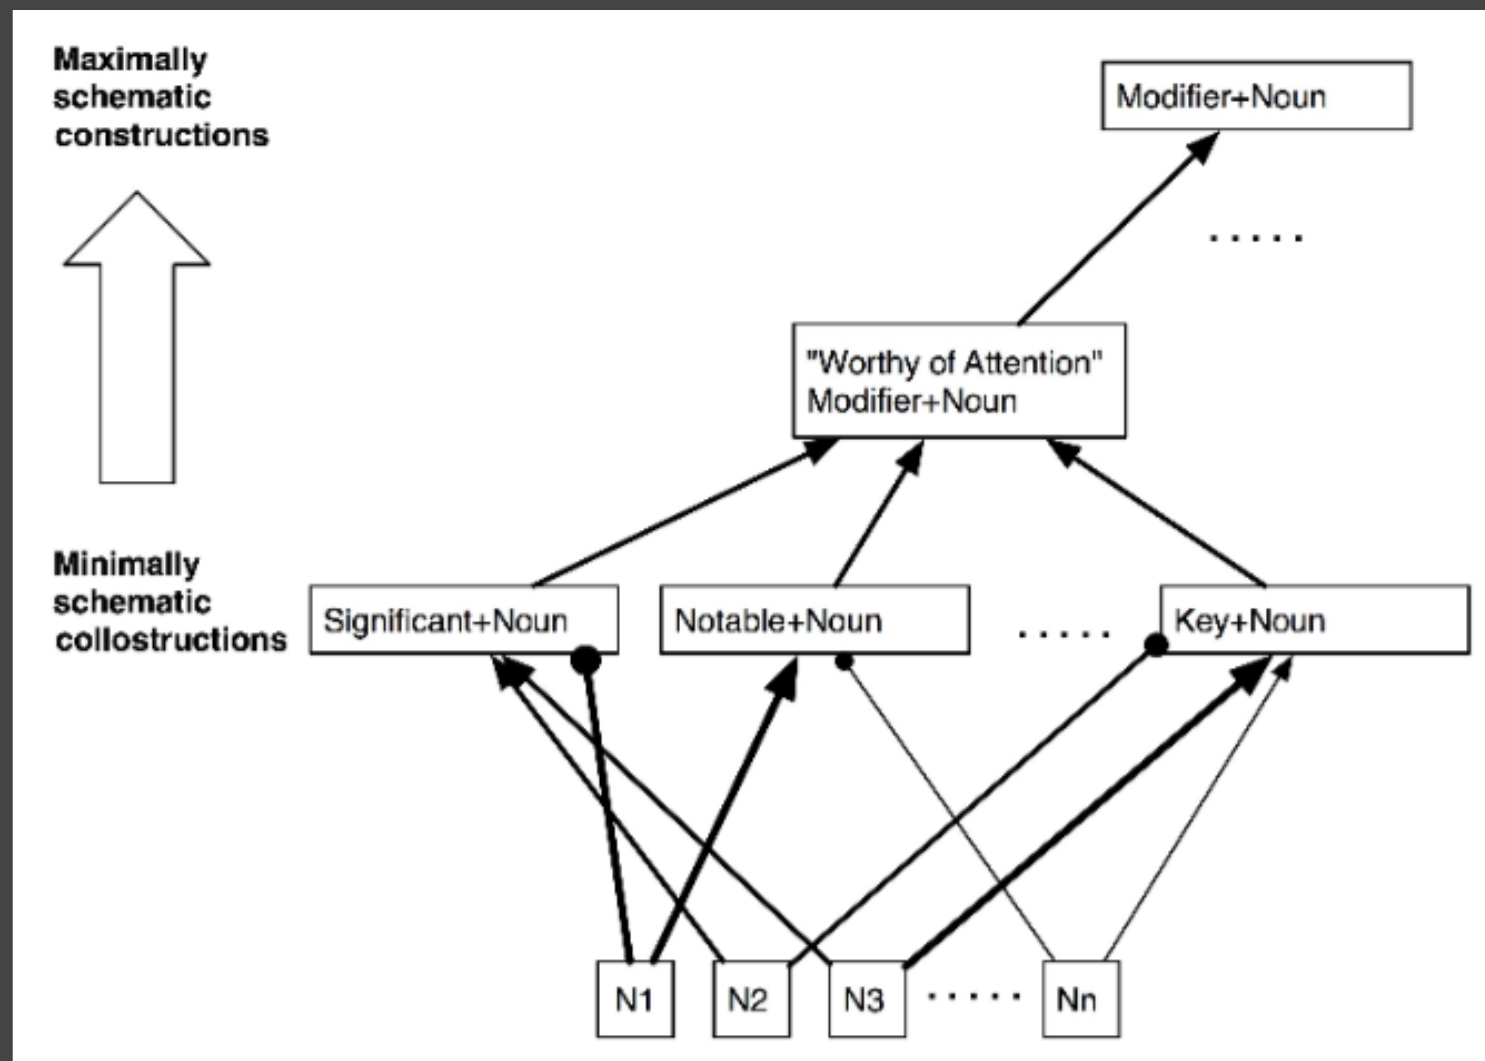 Maximally
schematic
constructions
Modifier+Noun
.....
"Worthy of Attention"
Modifier+Noun
Minimally
schematic
collostructions
Significant+Noun
Notable+Noun
.....
Key+Noun
N1
N2
N3
.....
Nn